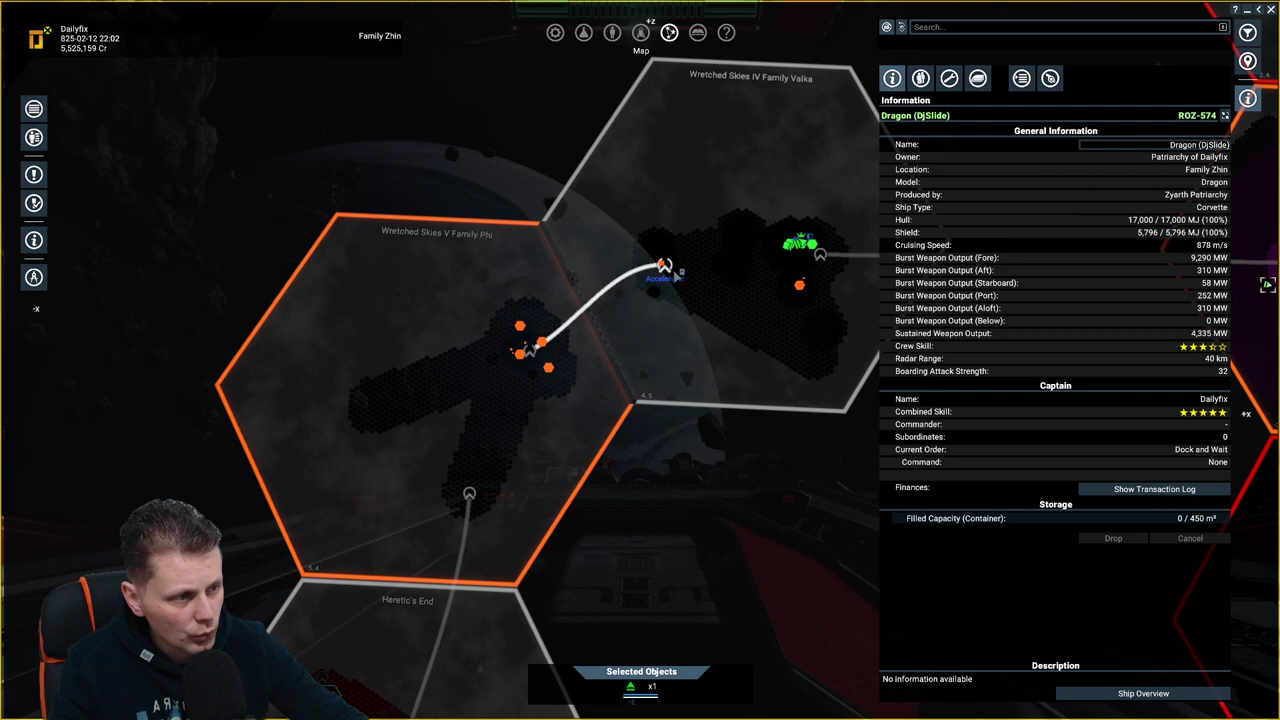 Dailyfix
825-02-12 22:02
5,525,159 Cr
Family Zhin
+z
Map
-x
Wretched Skies IV Family Valka
Wretched Skies V Family Phi
Heretic's End
Search...
Information
Dragon (DjSlide) ROZ-574
General Information
Name: Dragon (DjSlide)
Owner: Patriarchy of Dailyfix
Location: Family Zhin
Model: Dragon
Produced by: Zyarth Patriarchy
Ship Type: Corvette
Hull: 17,000 / 17,000 MJ (100%)
Shield: 5,796 / 5,796 MJ (100%)
Cruising Speed: 878 m/s
Burst Weapon Output (Fore): 9,290 MW
Burst Weapon Output (Aft): 310 MW
Burst Weapon Output (Starboard): 58 MW
Burst Weapon Output (Port): 252 MW
Burst Weapon Output (Aloft): 310 MW
Burst Weapon Output (Below): 0 MW
Sustained Weapon Output: 4,335 MW
Crew Skill: ★★★☆☆
Radar Range: 40 km
Boarding Attack Strength: 32
Captain
Name: Dailyfix
Combined Skill: ★★★★★
Commander: -
Subordinates: 0
Current Order: Dock and Wait
Command: None
Finances: Show Transaction Log
Storage
Filled Capacity (Container): 0 / 450 m³
Drop Cancel
Description
No information available
Ship Overview
+x
Selected Objects
x1
-z